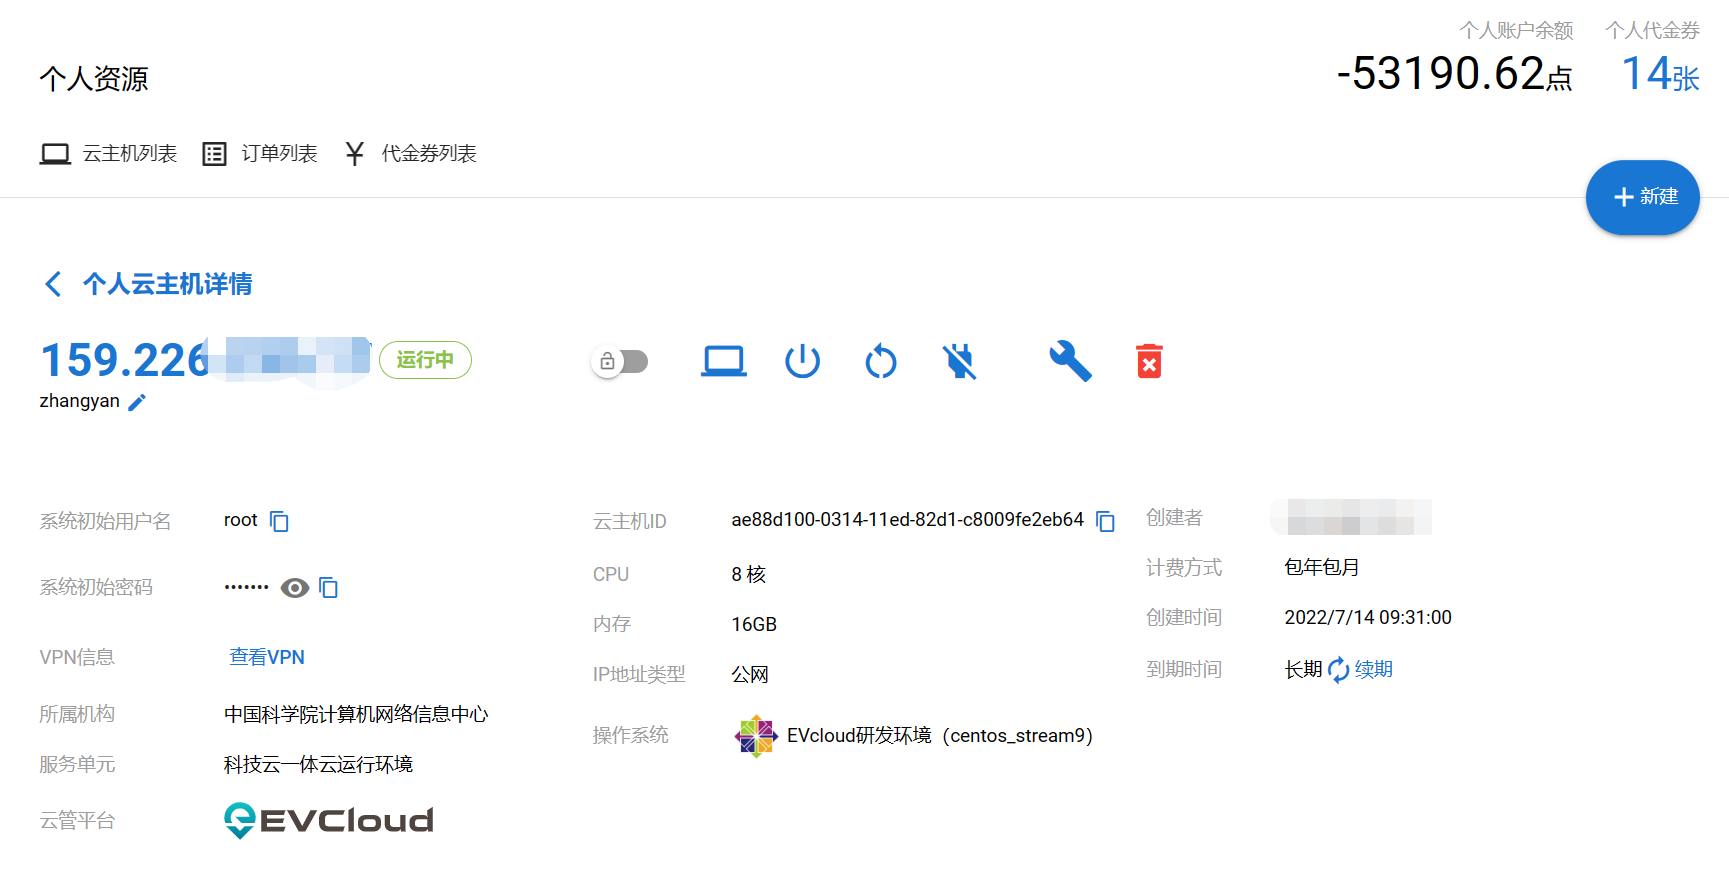 个人账户余额 个人代金券
个人资源
-53190.62点 14张
云主机列表 订单列表 代金券列表
新建
个人云主机详情
159.226 运行中
zhangyan
系统初始用户名 root
系统初始密码 •••••••
VPN信息 查看VPN
所属机构 中国科学院计算机网络信息中心
服务单元 科技云一体云运行环境
云管平台 EVCloud
云主机ID ae88d100-0314-11ed-82d1-c8009fe2eb64
CPU 8 核
内存 16GB
IP地址类型 公网
操作系统 EVcloud研发环境（centos_stream9）
创建者
计费方式 包年包月
创建时间 2022/7/14 09:31:00
到期时间 长期 续期